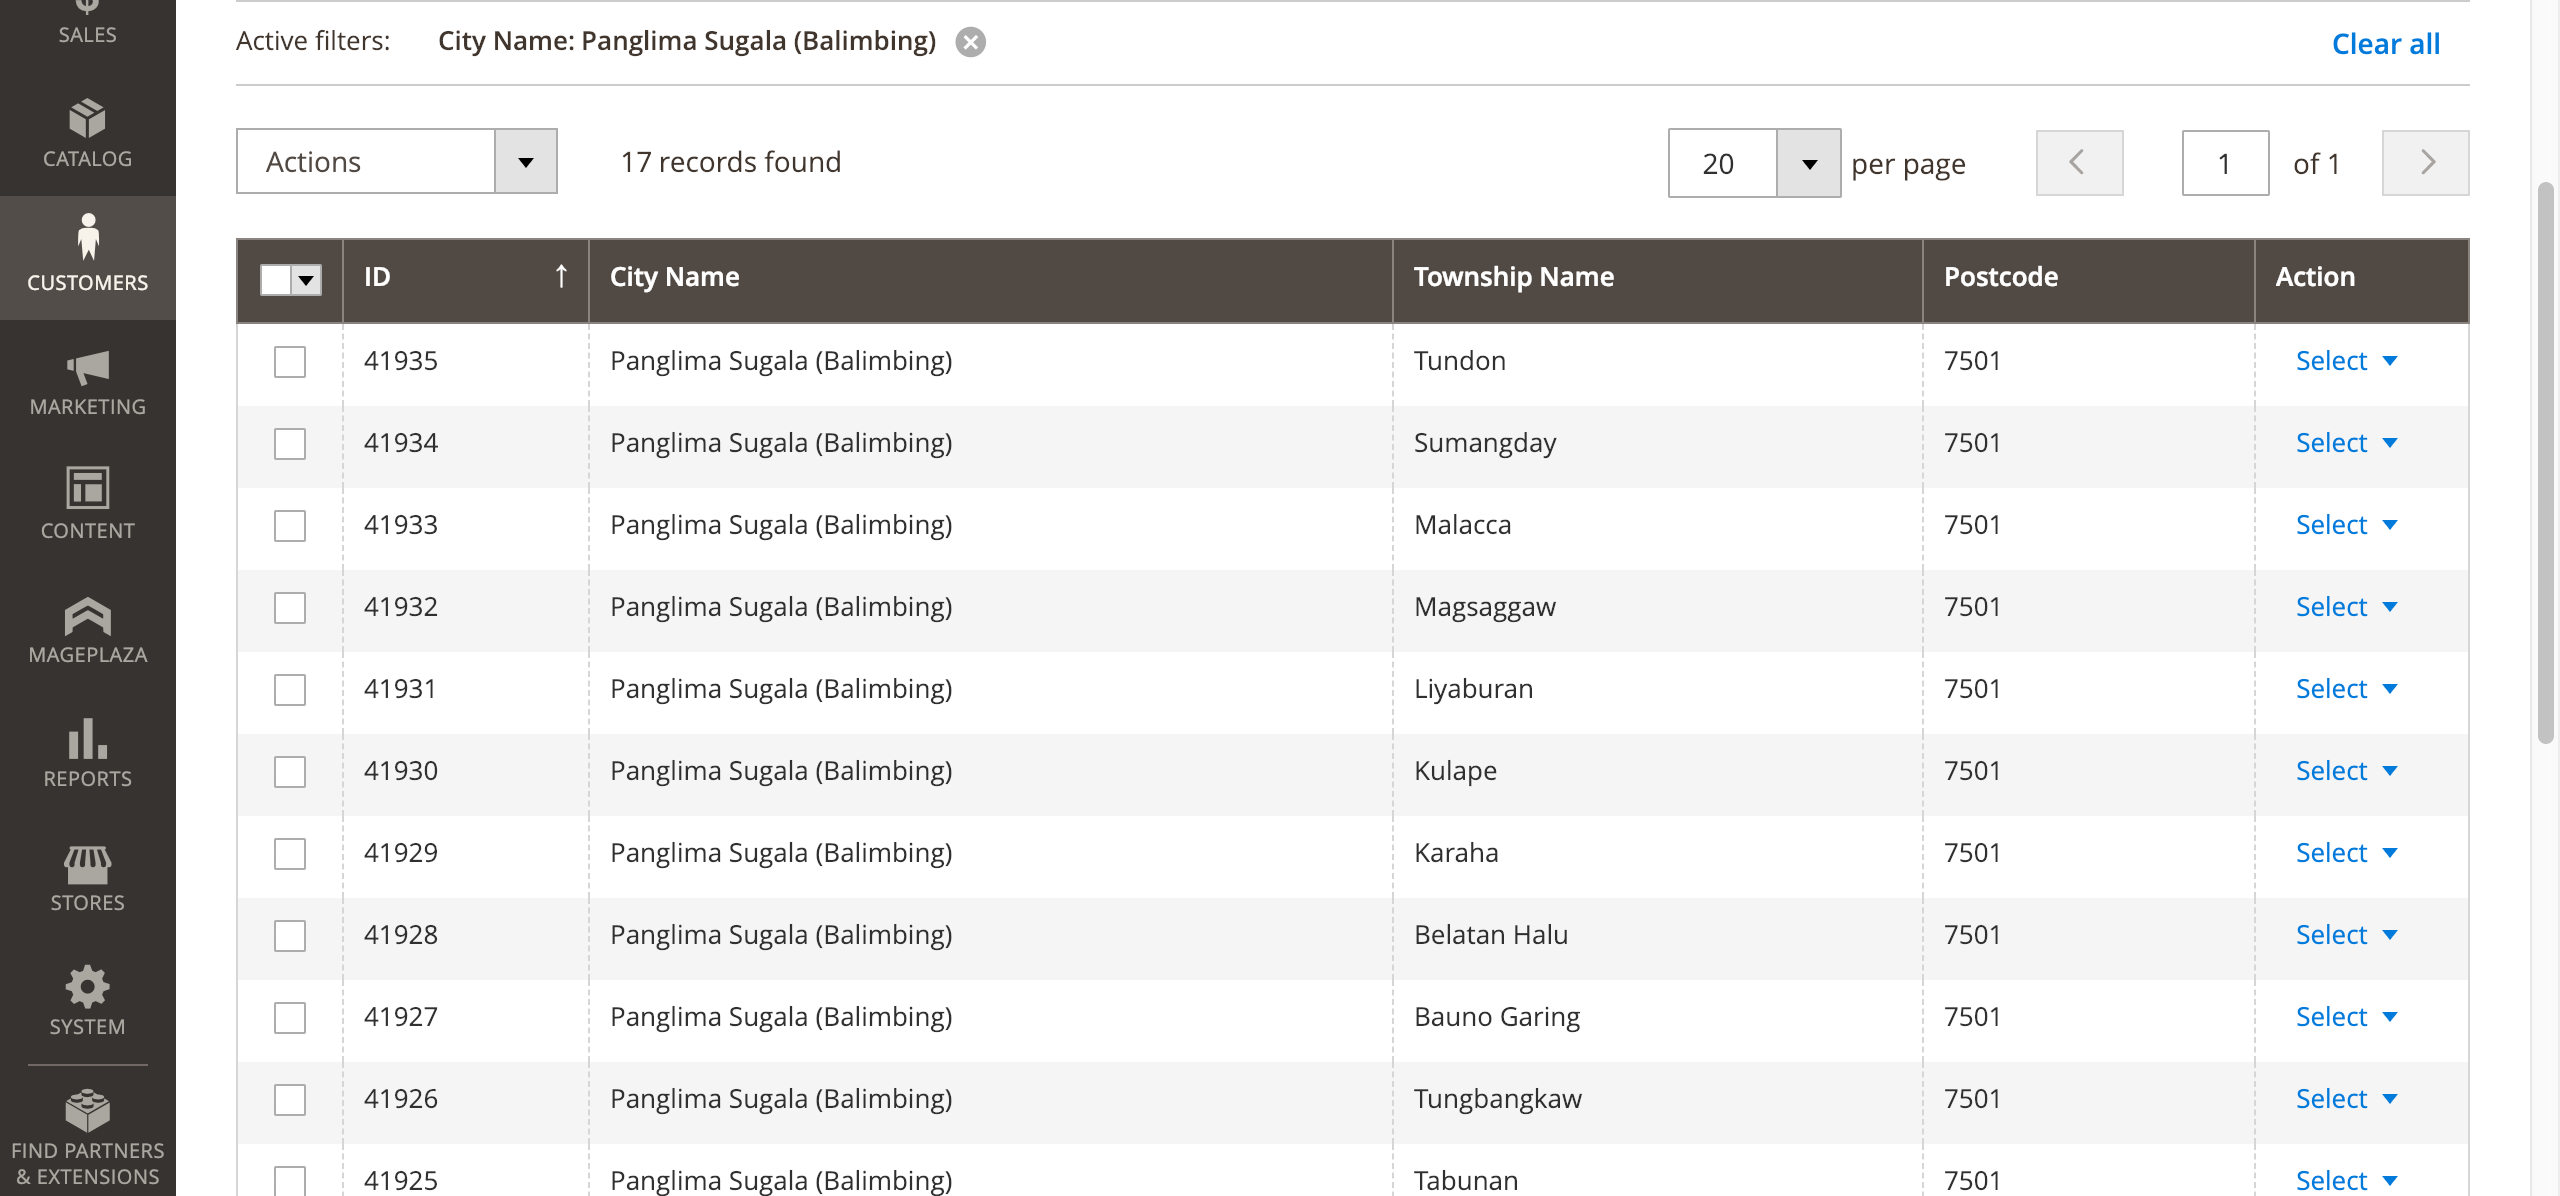 SALES
CATALOG
CUSTOMERS
MARKETING
CONTENT
MAGEPLAZA
REPORTS
STORES
SYSTEM
FIND PARTNERS
& EXTENSIONS
Active filters: City Name: Panglima Sugala (Balimbing) Clear all
Actions 17 records found 20 per page 1 of 1
ID ↑ City Name Township Name Postcode Action
41935 Panglima Sugala (Balimbing) Tundon 7501 Select
41934 Panglima Sugala (Balimbing) Sumangday 7501 Select
41933 Panglima Sugala (Balimbing) Malacca 7501 Select
41932 Panglima Sugala (Balimbing) Magsaggaw 7501 Select
41931 Panglima Sugala (Balimbing) Liyaburan 7501 Select
41930 Panglima Sugala (Balimbing) Kulape 7501 Select
41929 Panglima Sugala (Balimbing) Karaha 7501 Select
41928 Panglima Sugala (Balimbing) Belatan Halu 7501 Select
41927 Panglima Sugala (Balimbing) Bauno Garing 7501 Select
41926 Panglima Sugala (Balimbing) Tungbangkaw 7501 Select
41925 Panglima Sugala (Balimbing) Tabunan 7501 Select